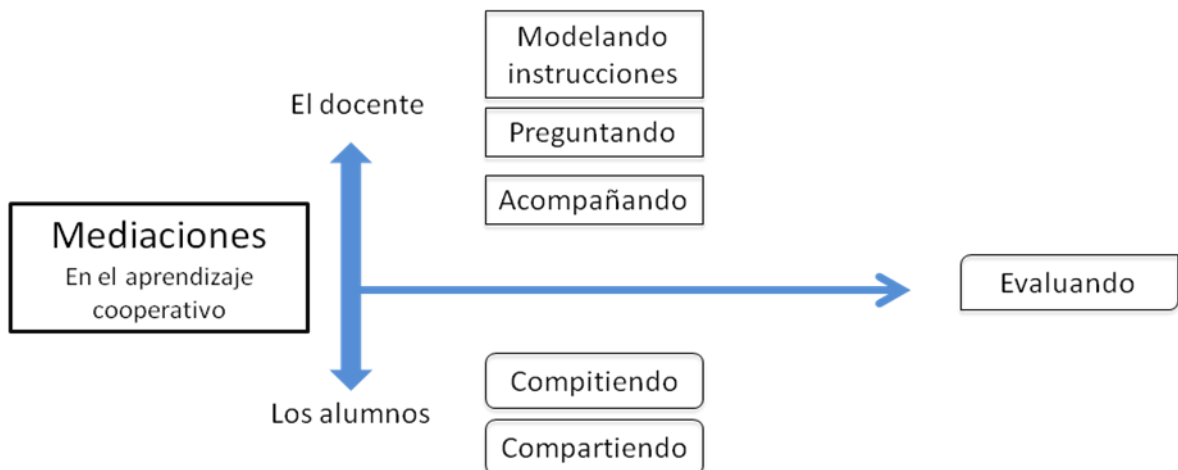 Modelando
instrucciones
El docente
Preguntando
Acompañando
Mediaciones
En el aprendizaje
cooperativo
Evaluando
Compitiendo
Los alumnos
Compartiendo